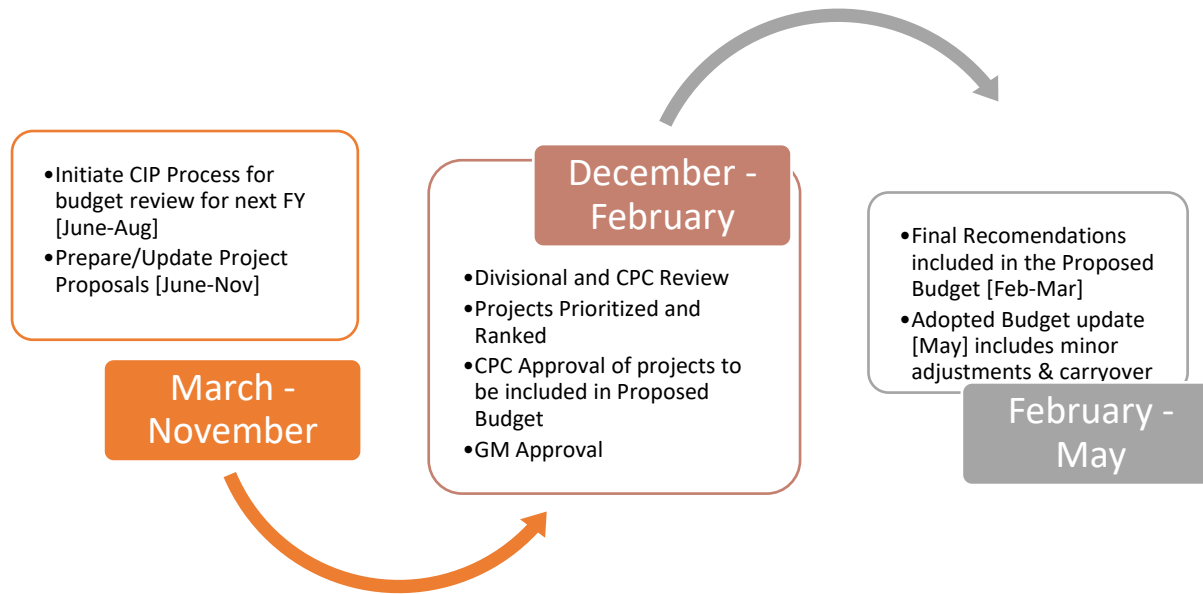 •Initiate CIP Process for
budget review for next FY
[June-Aug]
•Prepare/Update Project
Proposals [June-Nov]
March -
November
December -
February
•Divisional and CPC Review
•Projects Prioritized and
Ranked
•CPC Approval of projects to
be included in Proposed
Budget
•GM Approval
•Final Recomendations
included in the Proposed
Budget [Feb-Mar]
•Adopted Budget update
[May] includes minor
adjustments & carryover
February -
May